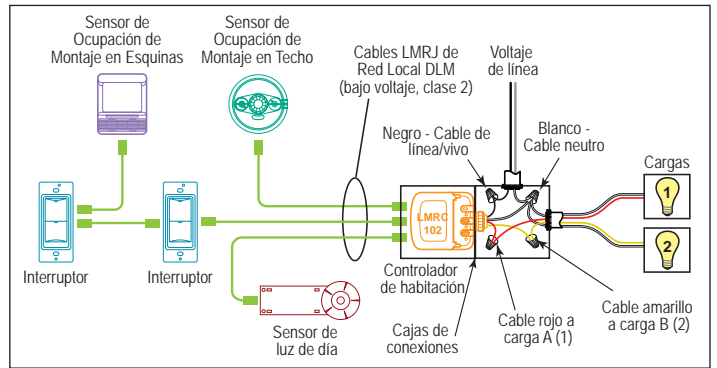 Sensor de
Ocupación de
Montaje en Esquinas
Sensor de
Ocupación de
Montaje en Techo
Cables LMRJ de
Red Local DLM
(bajo voltaje, clase 2)
Voltaje
de línea
Negro - Cable de
línea/vivo
Blanco -
Cable neutro
Cargas
1
2
LMRC
102
Interruptor
Interruptor
Controlador
de habitación
Sensor de
luz de día
Cajas de
conexiones
Cable rojo a
carga A (1)
Cable amarillo
a carga B (2)